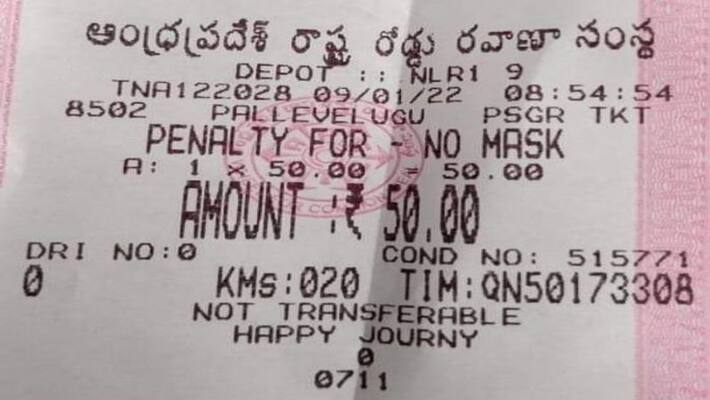 ఆంధ్రప్రదేశ్ రాష్ట్ర రోడ్డు రవాణా సంస్థ
DEPOT :: NLR1 9
TNA122028 09/01/22 08:54:54
8502 PALLEVELUGU PSGR TKT
PENALTY FOR - NO MASK
A: 1 x 50.00 = 50.00
AMOUNT :₹ 50.00
DRI NO:0 COND NO: 515771
0 KMs:020 TIM:QN50173308
NOT TRANSFERABLE
HAPPY JOURNY
0
0711